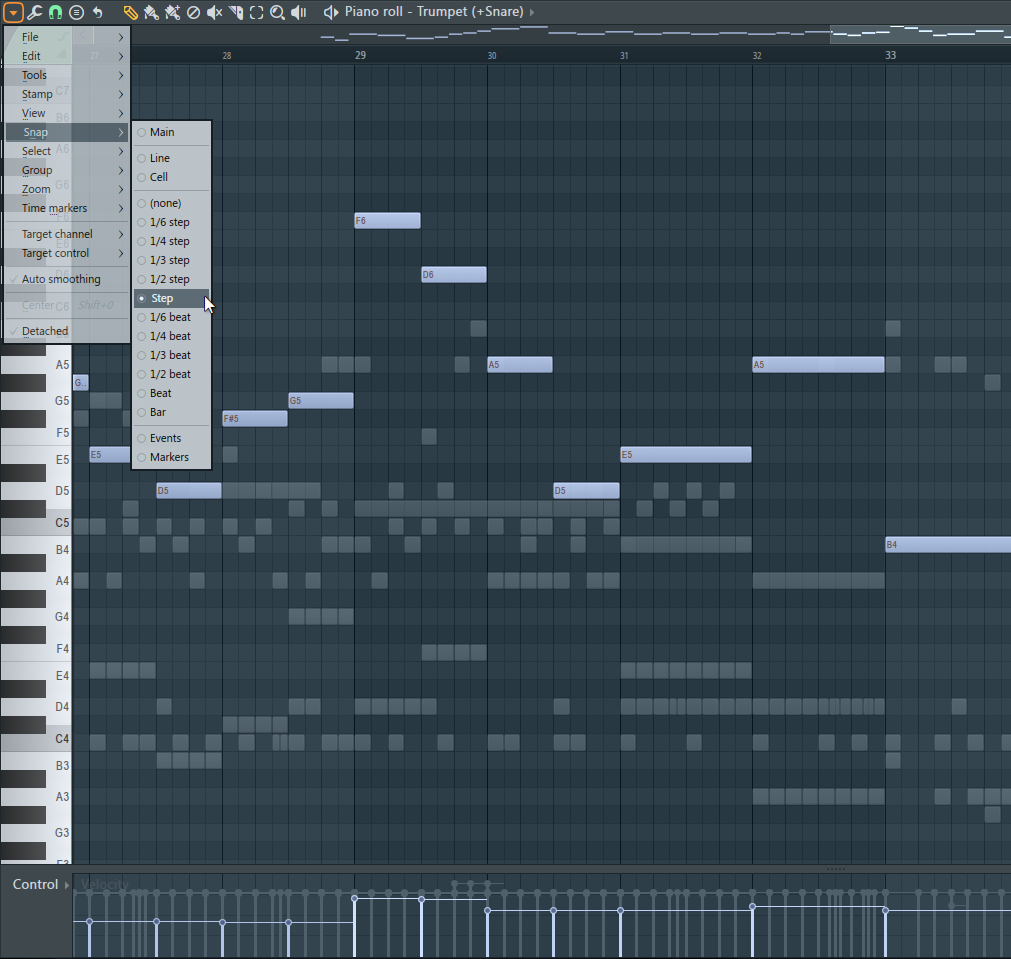 Piano roll - Trumpet (+Snare)
27 28 29 30 31 32 33
File
Edit
Tools
Stamp
View
Snap
Select
Group
Zoom
Time markers
Target channel
Target control
Auto smoothing
Center Shift+0
Detached
Main
Line
Cell
(none)
1/6 step
1/4 step
1/3 step
1/2 step
Step
1/6 beat
1/4 beat
1/3 beat
1/2 beat
Beat
Bar
Events
Markers
C7
B6
A6
G6
F6
E6
D6
C6
A5
G5
F5
E5
D5
C5
B4
A4
G4
F4
E4
D4
C4
B3
A3
G3
F3
F6
D6
A5 A5
G..
G5
F#5
E5 E5
D5 D5
B4
Control Velocity